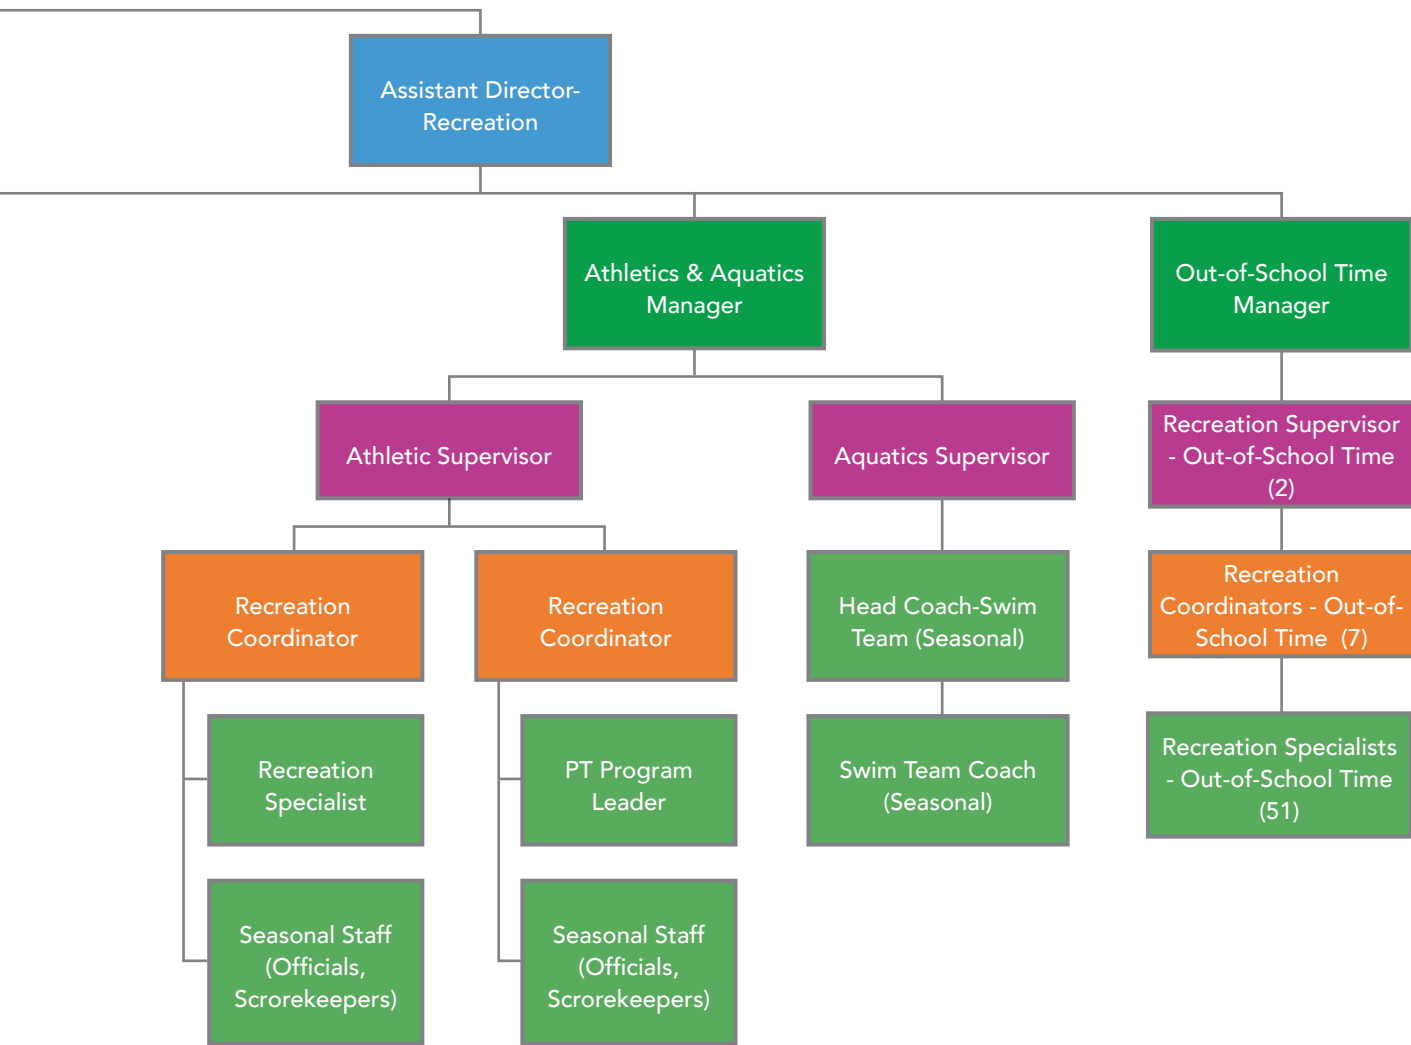 Assistant Director-
Recreation
Athletics & Aquatics
Manager
Out-of-School Time
Manager
Athletic Supervisor
Aquatics Supervisor
Recreation Supervisor
- Out-of-School Time
(2)
Recreation
Coordinator
Recreation
Coordinator
Head Coach-Swim
Team (Seasonal)
Recreation
Coordinators - Out-of-
School Time (7)
Recreation
Specialist
PT Program
Leader
Swim Team Coach
(Seasonal)
Recreation Specialists
- Out-of-School Time
(51)
Seasonal Staff
(Officials,
Scrorekeepers)
Seasonal Staff
(Officials,
Scrorekeepers)